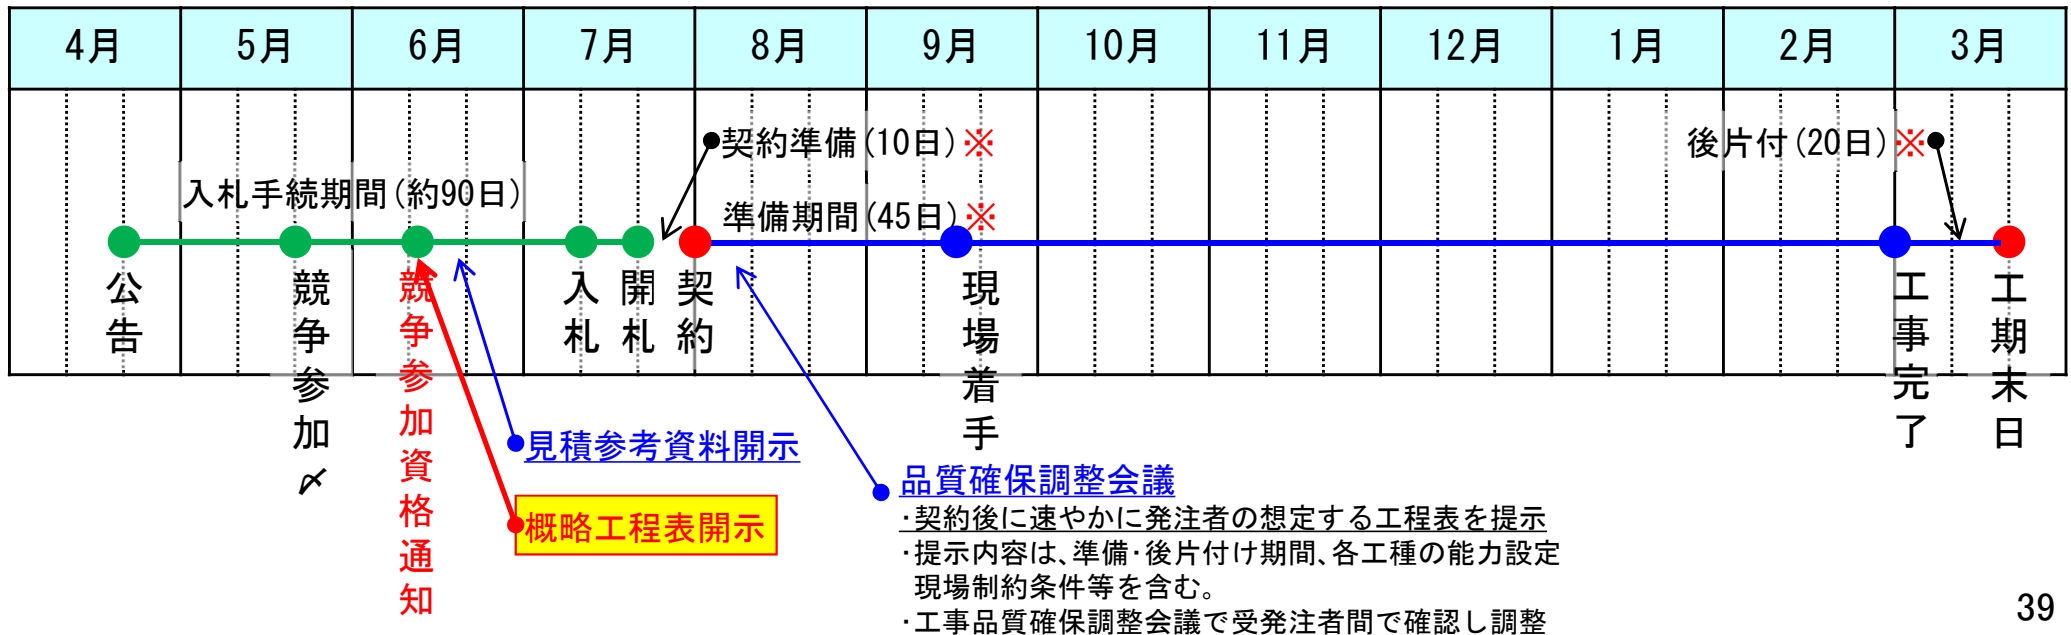 4月 5月 6月 7月 8月 9月 10月 11月 12月 1月 2月 3月
契約準備(10日)※
後片付(20日)※
入札手続期間(約90日)
準備期間(45日)※
公告
競争参加〆
競争参加資格通知
入札
開札
契約
現場着手
工事完了
工期末日
見積参考資料開示
概略工程表開示
品質確保調整会議
・契約後に速やかに発注者の想定する工程表を提示
・提示内容は、準備・後片付け期間、各工種の能力設定
現場制約条件等を含む。
・工事品質確保調整会議で受発注者間で確認し調整
39